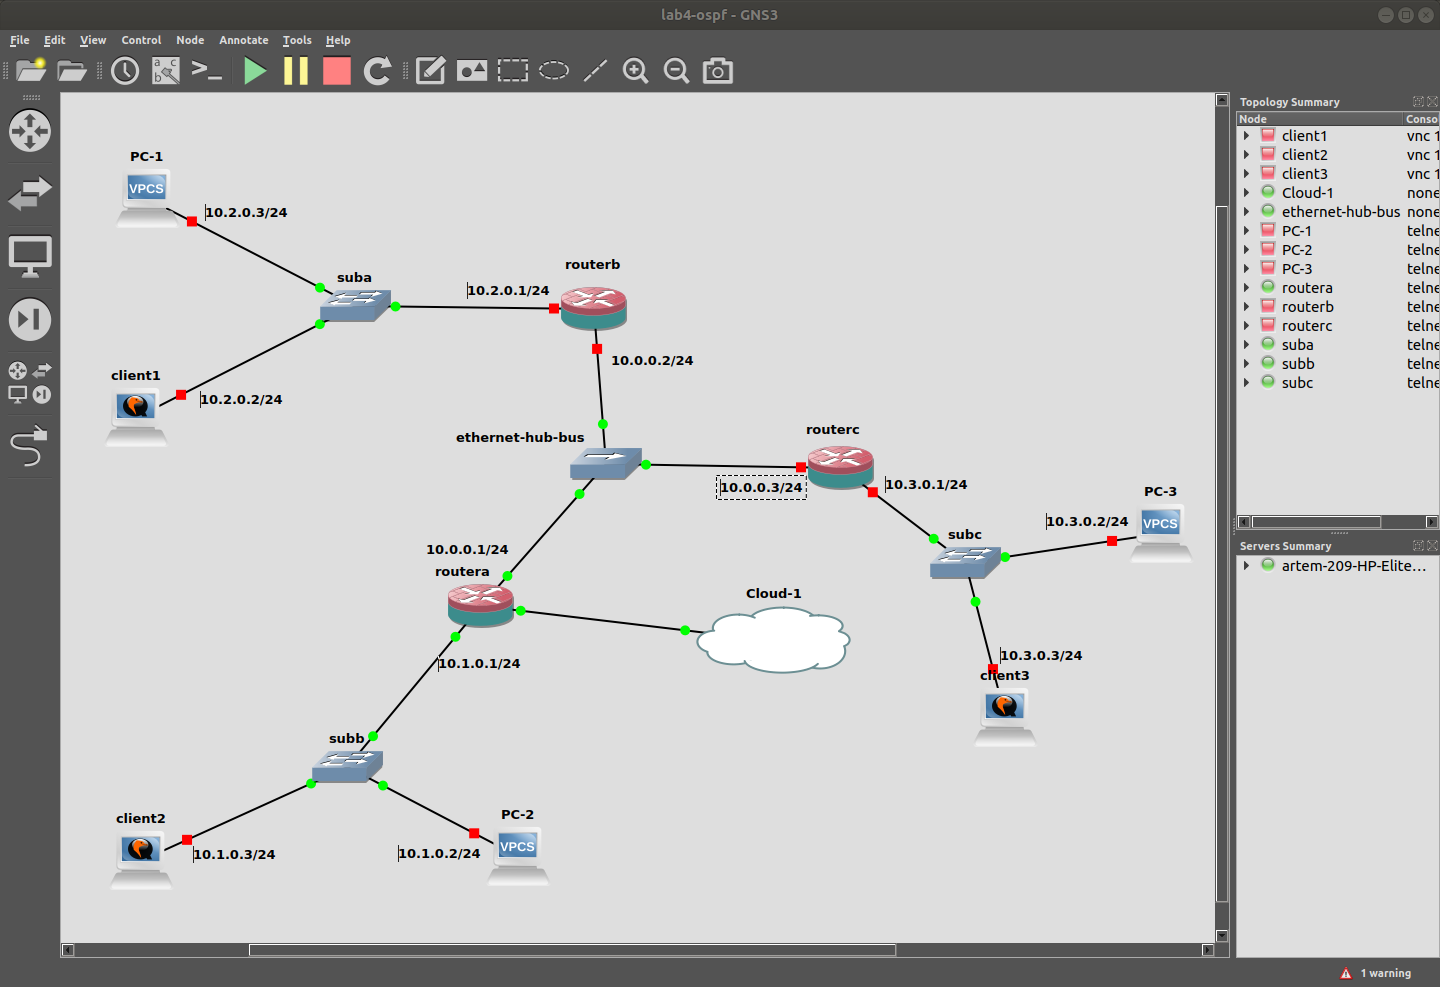 lab4-ospf - GNS3
File Edit View Control Node Annotate Tools Help
PC-1
VPCS
10.2.0.3/24
suba
10.2.0.1/24
routerb
10.0.0.2/24
client1
10.2.0.2/24
ethernet-hub-bus
routerc
10.0.0.3/24
10.3.0.1/24
PC-3
VPCS
10.3.0.2/24
subc
10.3.0.3/24
client3
10.0.0.1/24
routera
Cloud-1
10.1.0.1/24
subb
client2
10.1.0.3/24
PC-2
VPCS
10.1.0.2/24
Topology Summary
Node Conso
client1 vnc 1
client2 vnc 1
client3 vnc 1
Cloud-1 none
ethernet-hub-bus none
PC-1 telne
PC-2 telne
PC-3 telne
routera telne
routerb telne
routerc telne
suba telne
subb telne
subc telne
Servers Summary
artem-209-HP-Elite...
1 warning